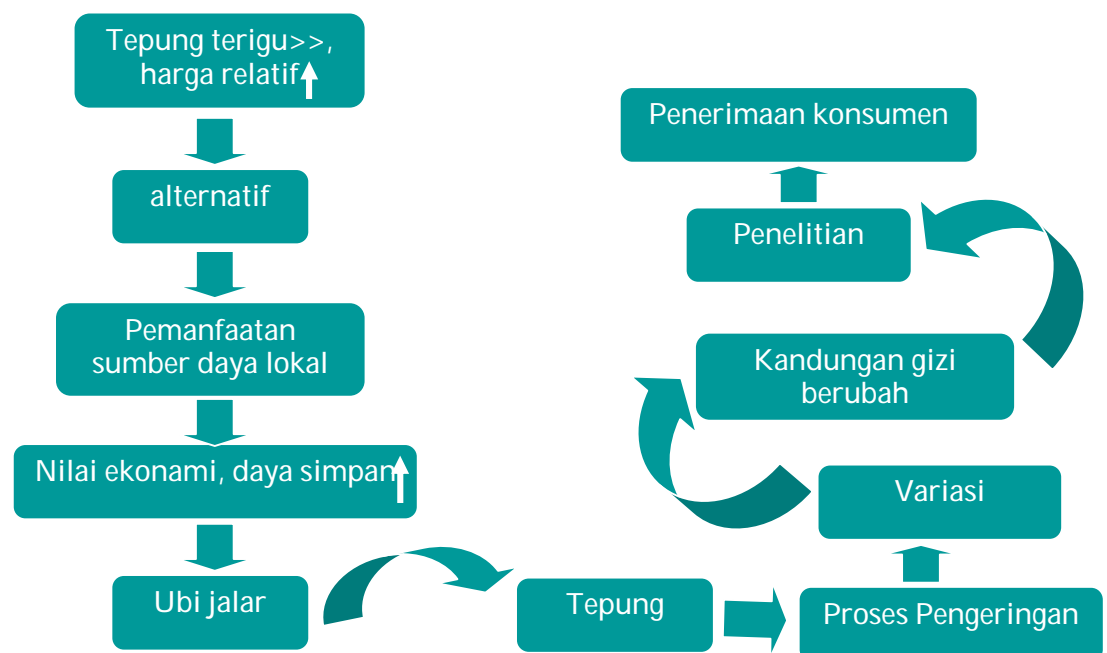 Tepung terigu>>,
harga relatif
alternatif
Pemanfaatan
sumber daya lokal
Nilai ekonami, daya simpan
Ubi jalar
Tepung
Proses Pengeringan
Variasi
Kandungan gizi
berubah
Penelitian
Penerimaan konsumen